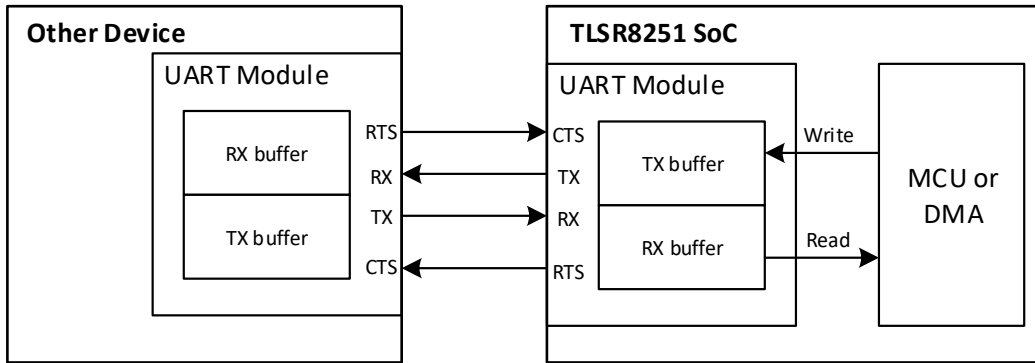 Other Device
UART Module
RX buffer
TX buffer
RTS
RX
TX
CTS
TLSR8251 SoC
UART Module
CTS
TX
RX
RTS
TX buffer
RX buffer
Write
Read
MCU or
DMA